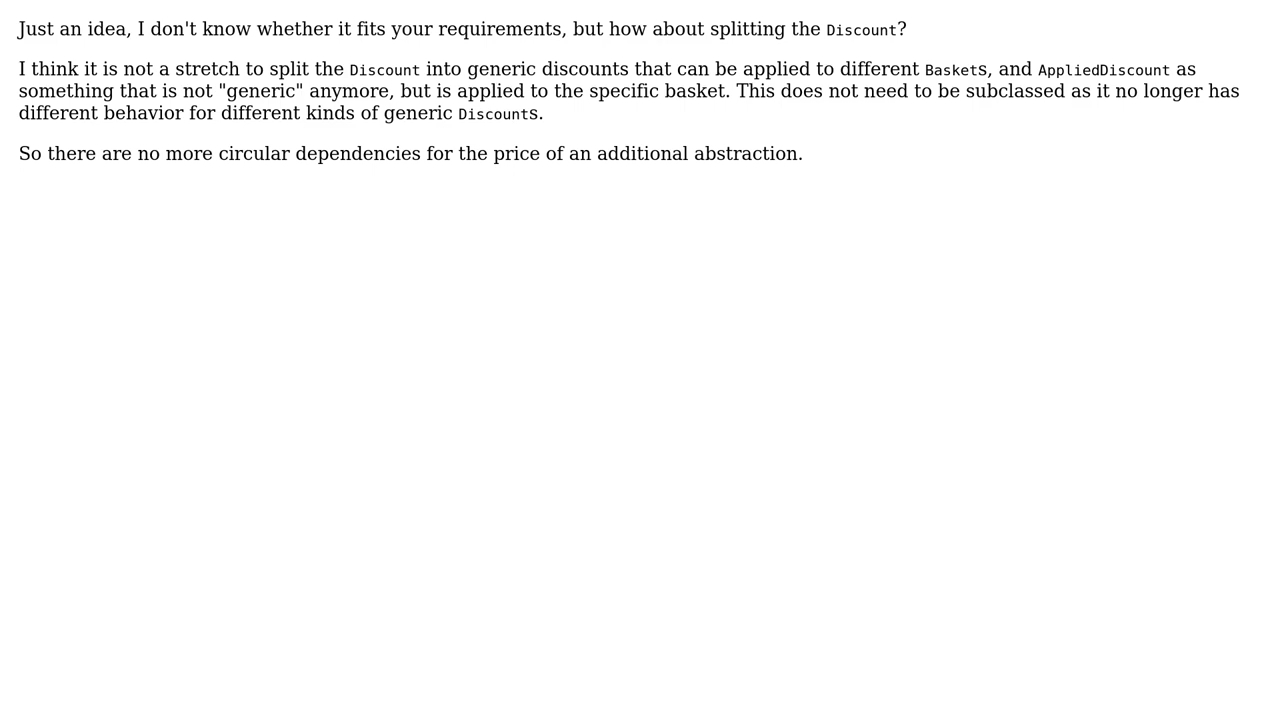 Just an idea, I don't know whether it fits your requirements, but how about splitting the Discount?
I think it is not a stretch to split the Discount into generic discounts that can be applied to different Baskets, and AppliedDiscount as
something that is not "generic" anymore, but is applied to the specific basket. This does not need to be subclassed as it no longer has
different behavior for different kinds of generic Discounts.
So there are no more circular dependencies for the price of an additional abstraction.